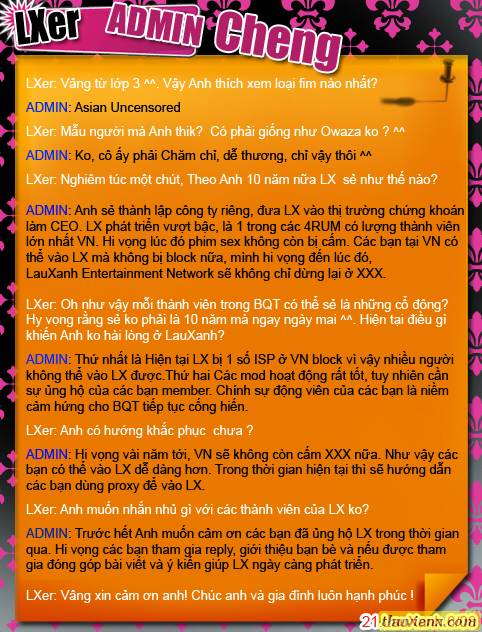 LXer ADMIN Cheng
LXer: Vâng từ lớp 3 ^^. Vậy Anh thích xem loại fim nào nhất?
ADMIN: Asian Uncensored
LXer: Mẫu người mà Anh thik? Có phải giống như Owaza ko ? ^^
ADMIN: Ko, cô ấy phải Chăm chỉ, dễ thương, chỉ vậy thôi ^^
LXer: Nghiêm túc một chút, Theo Anh 10 năm nữa LX sẻ như thế nào?
ADMIN: Anh sẻ thành lập công ty riêng, đưa LX vào thị trường chứng khoán
làm CEO. LX phát triển vượt bậc, là 1 trong các 4RUM có lượng thành viên
lớn nhất VN. Hi vọng lúc đó phim sex không còn bị cấm. Các bạn tại VN có
thể vào LX mà không bị block nữa, mình hi vọng đến lúc đó,
LauXanh Entertainment Network sẽ không chỉ dừng lại ở XXX.
LXer: Oh như vậy mỗi thành viên trong BQT có thể sẻ là những cổ động?
Hy vọng rằng sẻ ko phải là 10 năm mà ngay ngày mai ^^. Hiện tại điều gì
khiến Anh ko hài lòng ở LauXanh?
ADMIN: Thứ nhất là Hiện tại LX bị 1 số ISP ở VN block vì vậy nhiều người
không thể vào LX được.Thứ hai Các mod hoạt động rất tốt, tuy nhiên cần
sự ủng hộ của các bạn member. Chính sự động viên của các bạn là niềm
cảm hứng cho BQT tiếp tục cống hiến.
LXer: Anh có hướng khắc phục chưa ?
ADMIN: Hi vọng vài năm tới, VN sẽ không còn cấm XXX nữa. Như vậy các
bạn có thể vào LX dễ dàng hơn. Trong thời gian hiện tại thì sẽ hướng dẫn
các bạn dùng proxy để vào LX.
LXer: Anh muốn nhắn nhủ gì với các thành viên của LX ko?
ADMIN: Trước hết Anh muốn cảm ơn các bạn đã ủng hộ LX trong thời gian
qua. Hi vọng các bạn tham gia reply, giới thiệu bạn bè và nếu được tham
gia đóng góp bài viết và ý kiến giúp LX ngày càng phát triển.
LXer: Vâng xin cảm ơn anh! Chúc anh và gia đình luôn hạnh phúc !
21